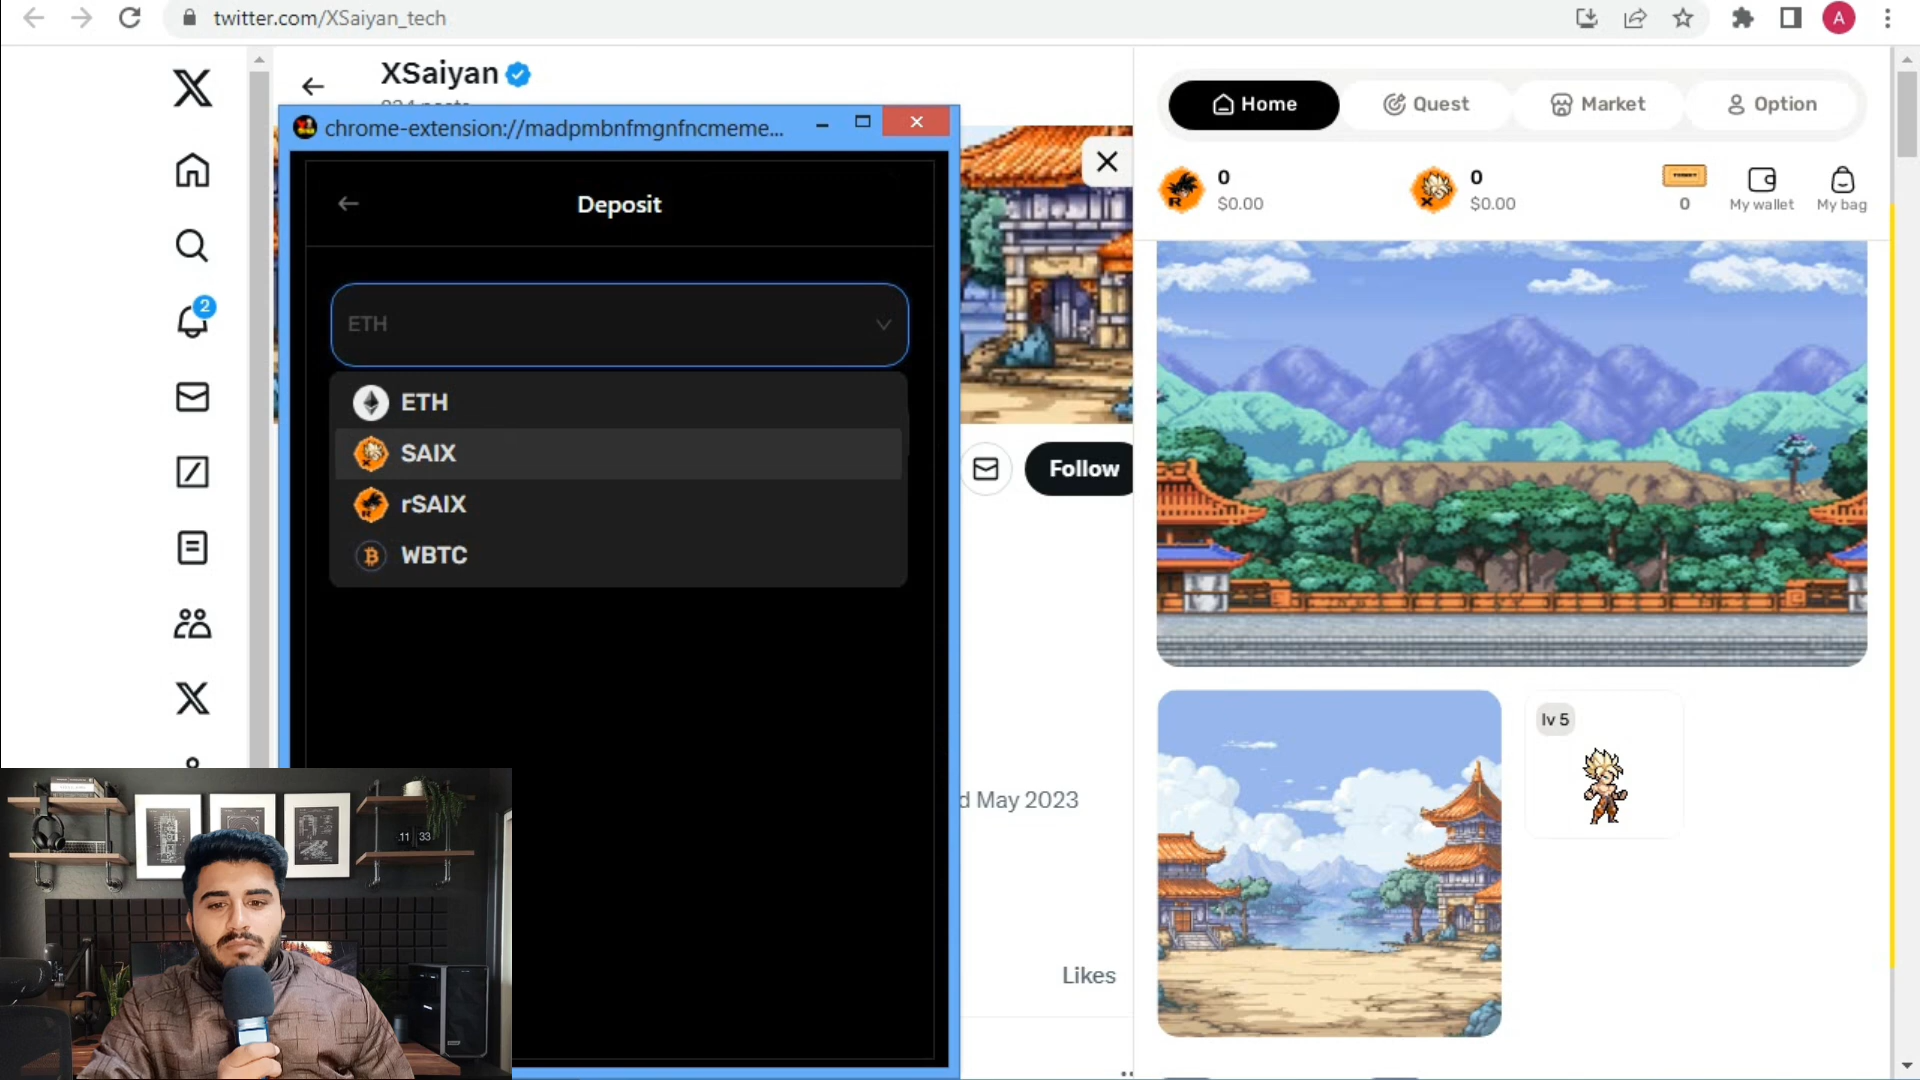 twitter.com/XSaiyan_tech
A
XSaiyan
2
chrome-extension://madpmbnfmgnfncmeme...
Deposit
ETH
ETH
SAIX
rSAIX
WBTC
Follow
d May 2023
Likes
Home
Quest
Market
Option
0
$0.00
0
$0.00
0
My wallet
My bag
lv 5
11 33